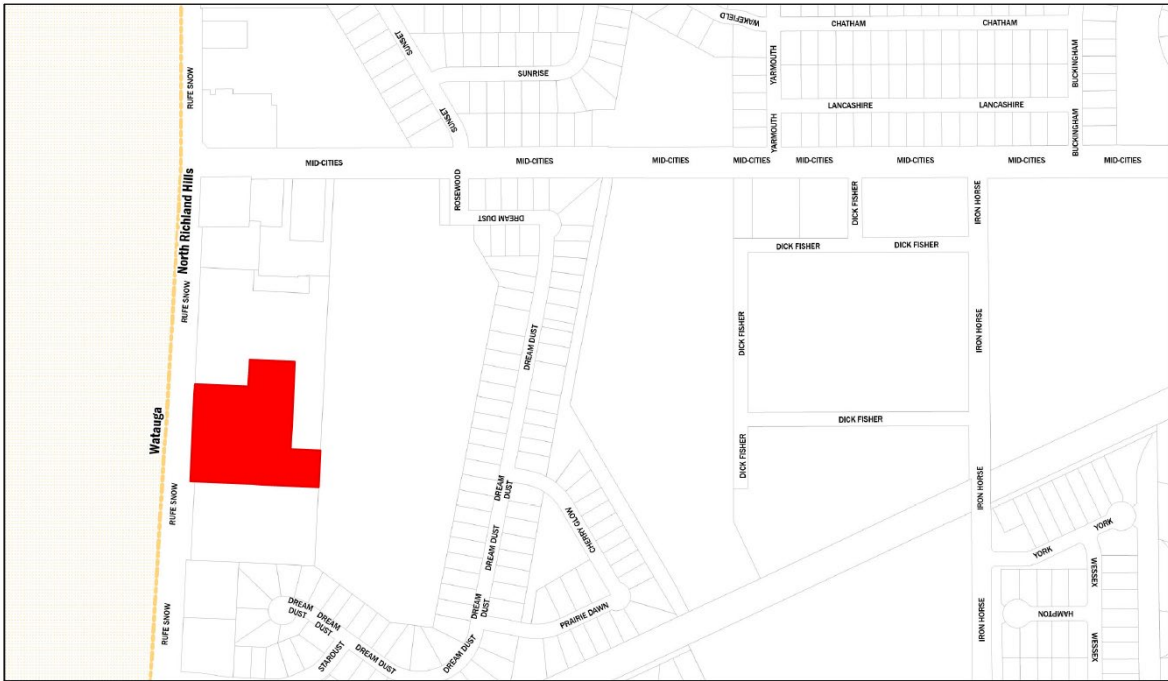 WAKEFIELD
CHATHAM
CHATHAM
SUNSET
YARMOUTH
BUCKINGHAM
RUFE SNOW
SUNRISE
LANCASHIRE
LANCASHIRE
SUNSET
YARMOUTH
BUCKINGHAM
MID-CITIES
MID-CITIES
MID-CITIES
MID-CITIES
MID-CITIES
MID-CITIES
MID-CITIES
MID-CITIES
North Richland Hills
ROSEWOOD
DREAM DUST
DICK FISHER
IRON HORSE
DICK FISHER
DICK FISHER
RUFE SNOW
DREAM DUST
DICK FISHER
IRON HORSE
Watauga
DICK FISHER
DICK FISHER
RUFE SNOW
DREAM
DUST
IRON HORSE
CHERRY GLOW
DREAM DUST
YORK
YORK
WESSEX
DREAM
DUST
DREAM
DUST
DREAM
DUST
PRAIRIE DAWN
HAMPTON
RUFE SNOW
IRON HORSE
STARDUST
DREAM DUST
DREAM DUST
WESSEX